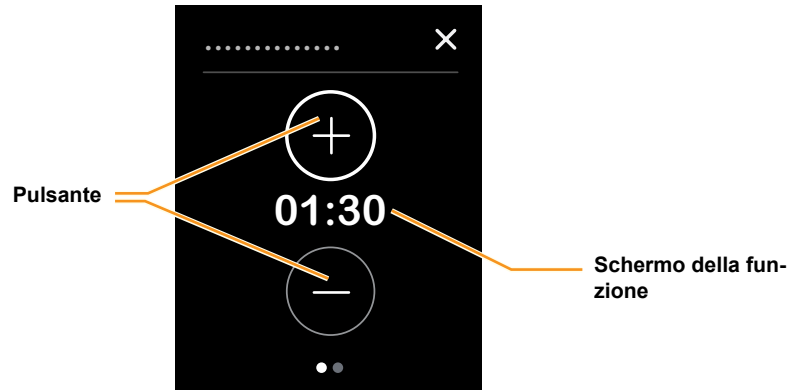 ..............
Pulsante
01:30
Schermo della fun-
zione